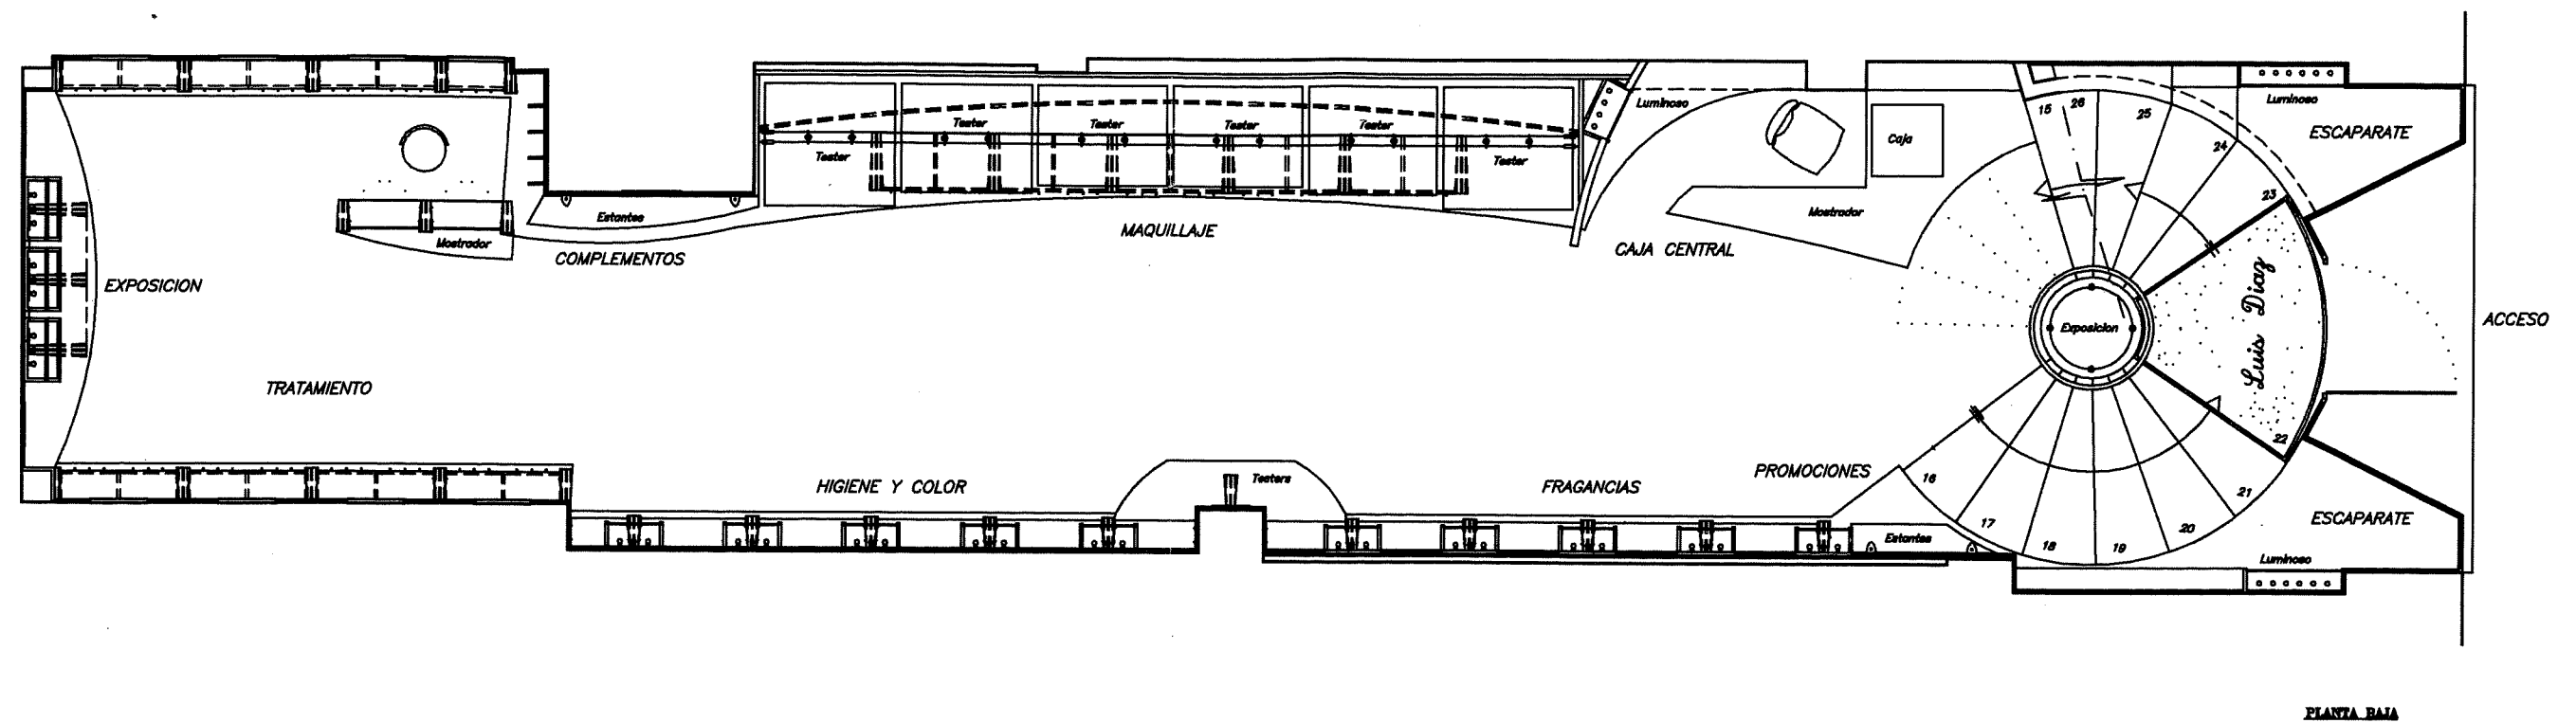 Luminoso
Luminoso
15
26
25
ESCAPARATE
Tester
Tester
Tester
Tester
Caja
24
Tester
Tester
23
Estantes
Mostrador
MAQUILLAJE
Mostrador
COMPLEMENTOS
CAJA CENTRAL
EXPOSICION
Exposicion
Luis Diaz
ACCESO
TRATAMIENTO
22
PROMOCIONES
HIGIENE Y COLOR
Testers
FRAGANCIAS
16
21
17
20
ESCAPARATE
Estantes
18
19
Luminoso
PLANTA BAJA